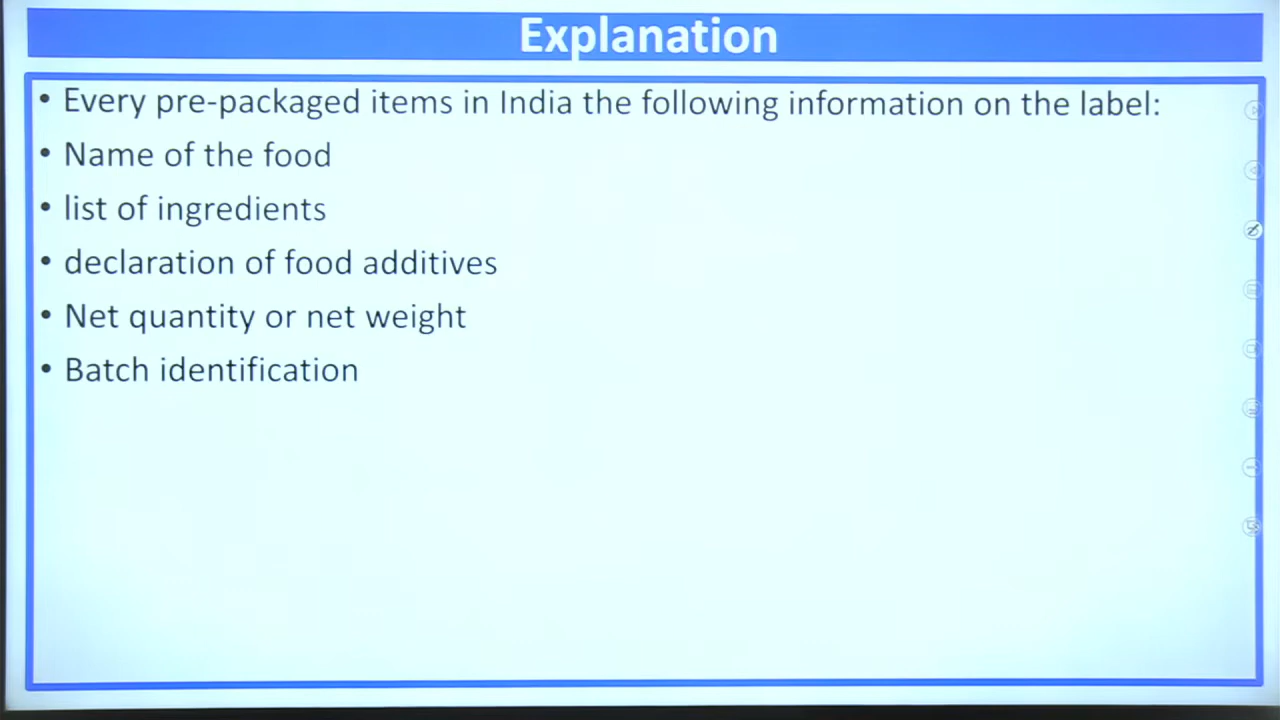 Explanation
• Every pre-packaged items in India the following information on the label:
• Name of the food
• list of ingredients
• declaration of food additives
• Net quantity or net weight
• Batch identification